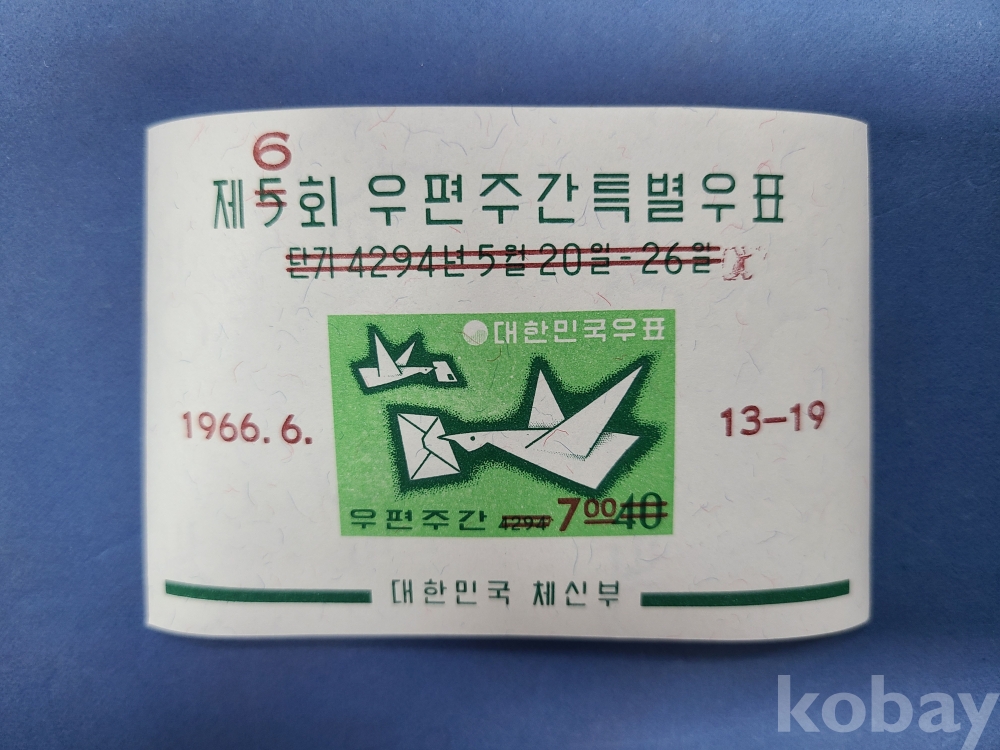 6
제5회 우편주간특별우표
단기 4294년 5월 20일-26일
대한민국우표
1966.6. 13-19
우편주간 4294 7 00 40
대한민국 체신부
kobay